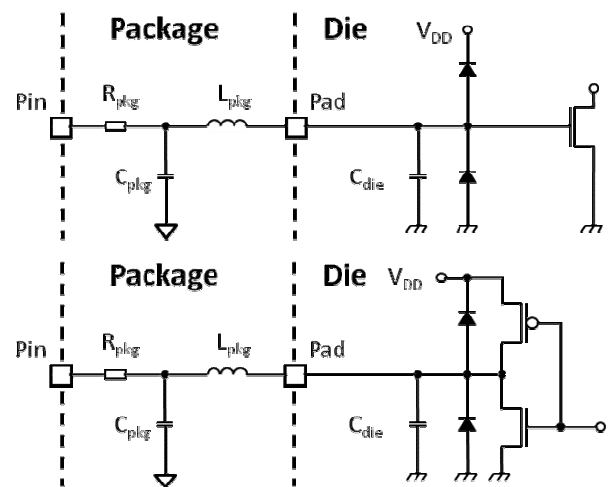 Package Die
V_DD
Pin R_pkg L_pkg Pad
C_pkg C_die
Package Die
V_DD
Pin R_pkg L_pkg Pad
C_pkg C_die